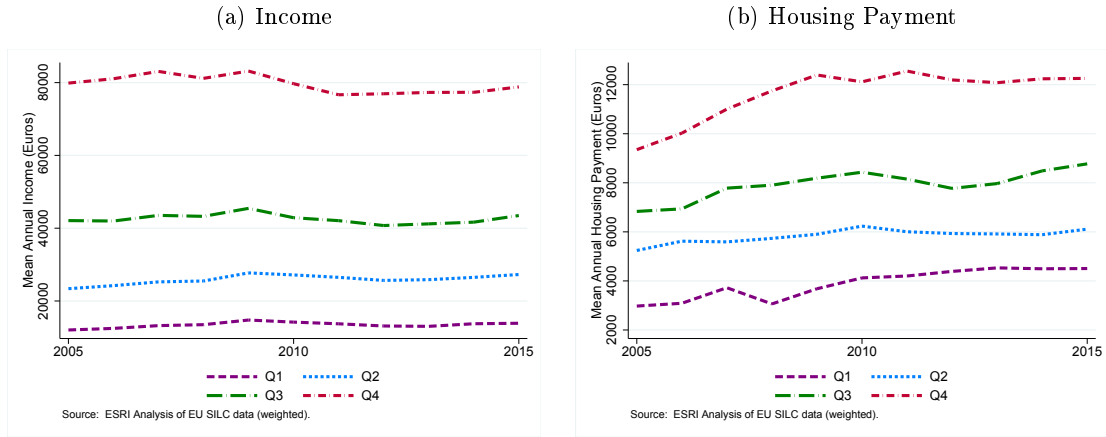 (a) Income
Mean Annual Income (Euros)
80000
60000
40000
20000
2005 2010 2015
Q1 Q2
Q3 Q4
Source: ESRI Analysis of EU SILC data (weighted).
(b) Housing Payment
Mean Annual Housing Payment (Euros)
12000
10000
8000
6000
4000
2000
2005 2010 2015
Q1 Q2
Q3 Q4
Source: ESRI Analysis of EU SILC data (weighted).